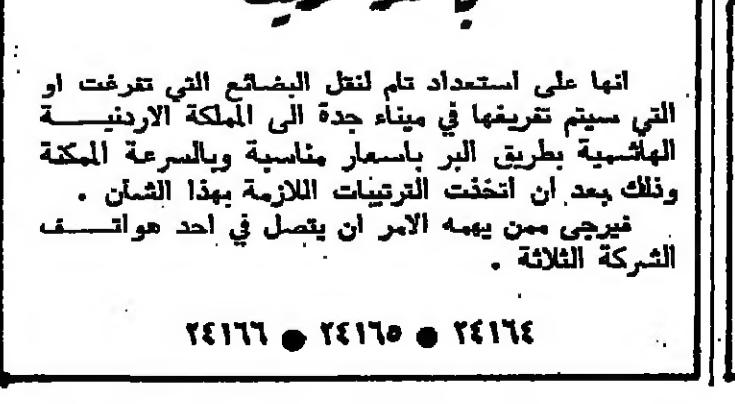 انها على استعداد تام لنقل البضائع التي تفرغت او
التي سيتم تفريغها في ميناء جدة الى المملكة الاردنيـــة
الهاشمية بطريق البر باسعار مناسبة وبالسرعة الممكنة
وذلك بعد ان اتخذت الترتيبات اللازمة بهذا الشأن .
فيرجى ممن يهمه الامر ان يتصل في احد هواتـــف
الشركة الثلاثة .
٢٤١٦٤ ● ٢٤١٦٥ ● ٢٤١٦٦